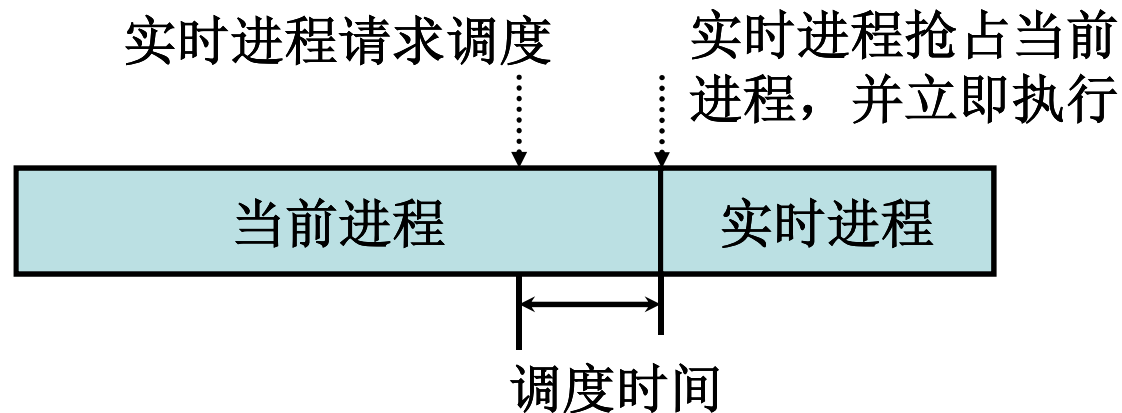 实时进程请求调度
实时进程抢占当前
进程，并立即执行
当前进程
实时进程
调度时间